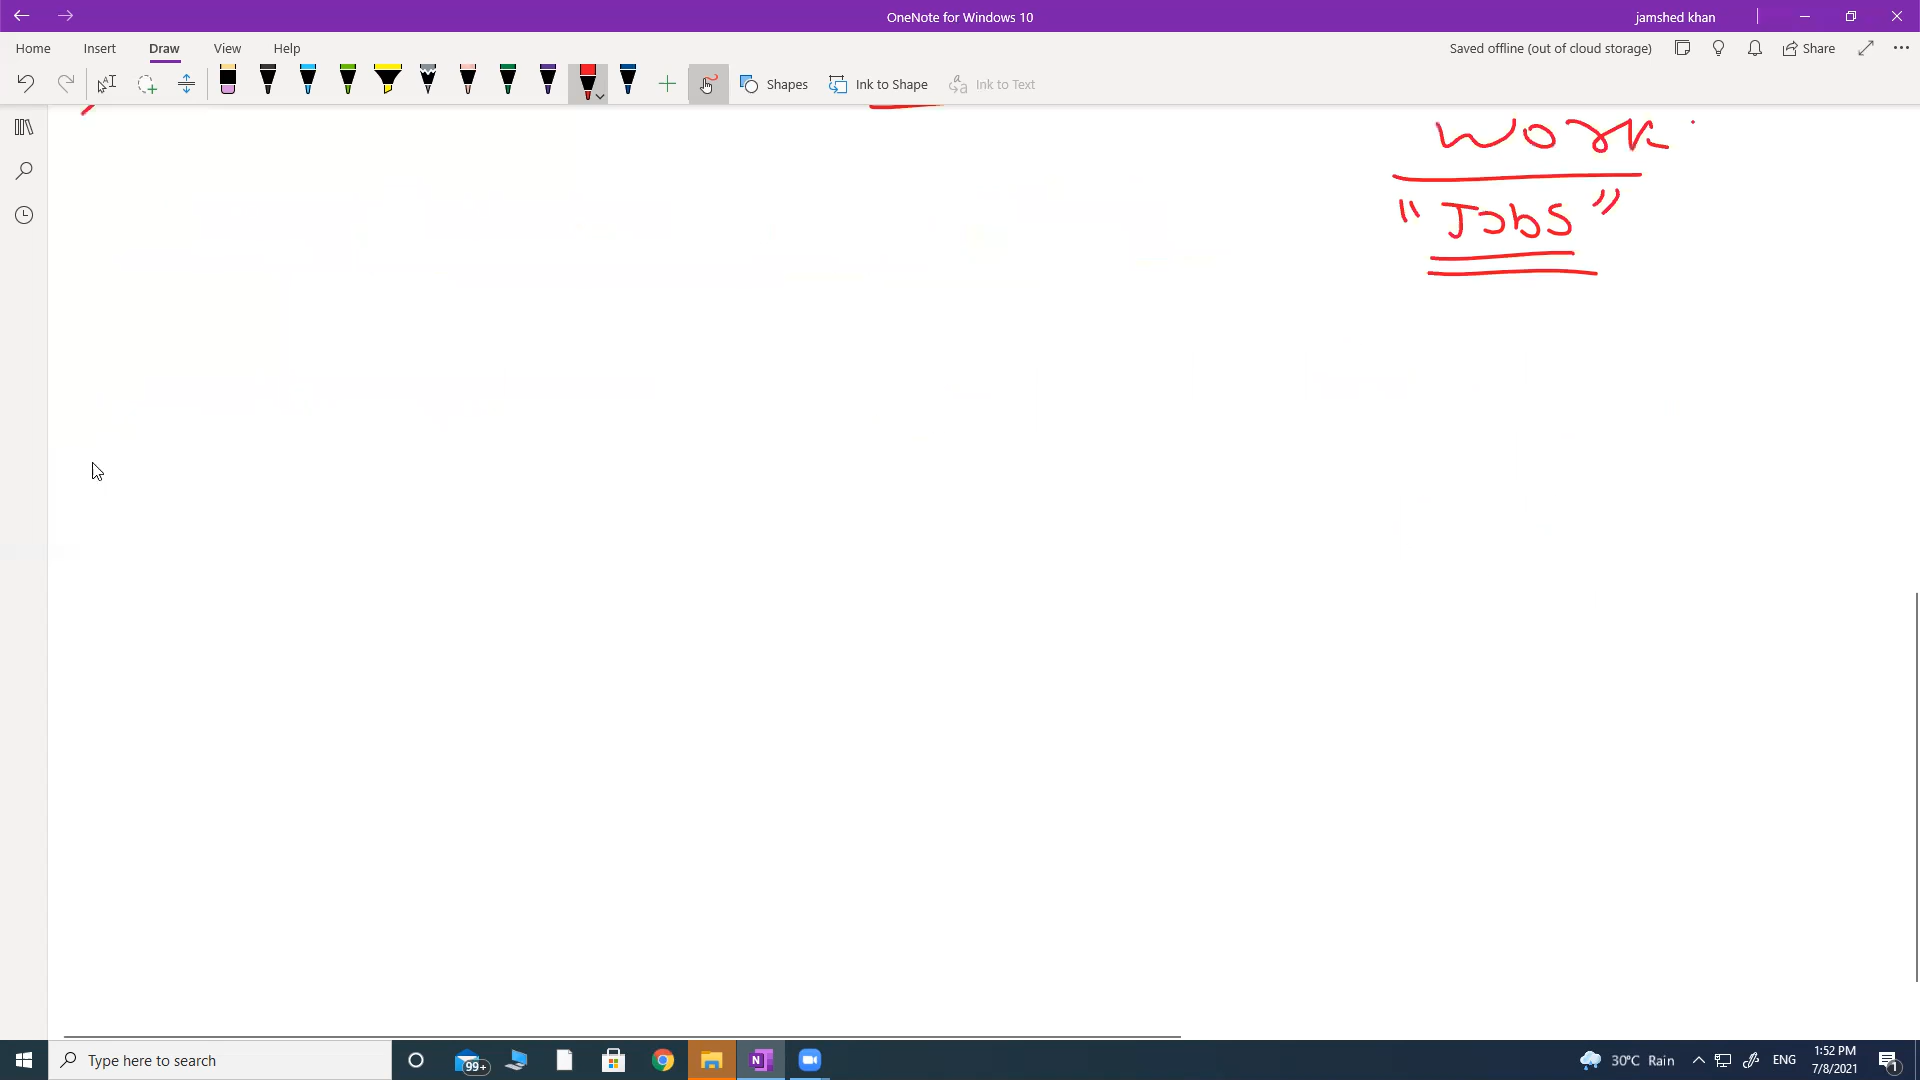 OneNote for Windows 10
jamshed khan
Home Insert Draw View Help
Saved offline (out of cloud storage)
Share
Shapes
Ink to Shape
Ink to Text
Work
"Jobs"
Type here to search
99+
N
30°C Rain
ENG
1:52 PM
7/8/2021
1